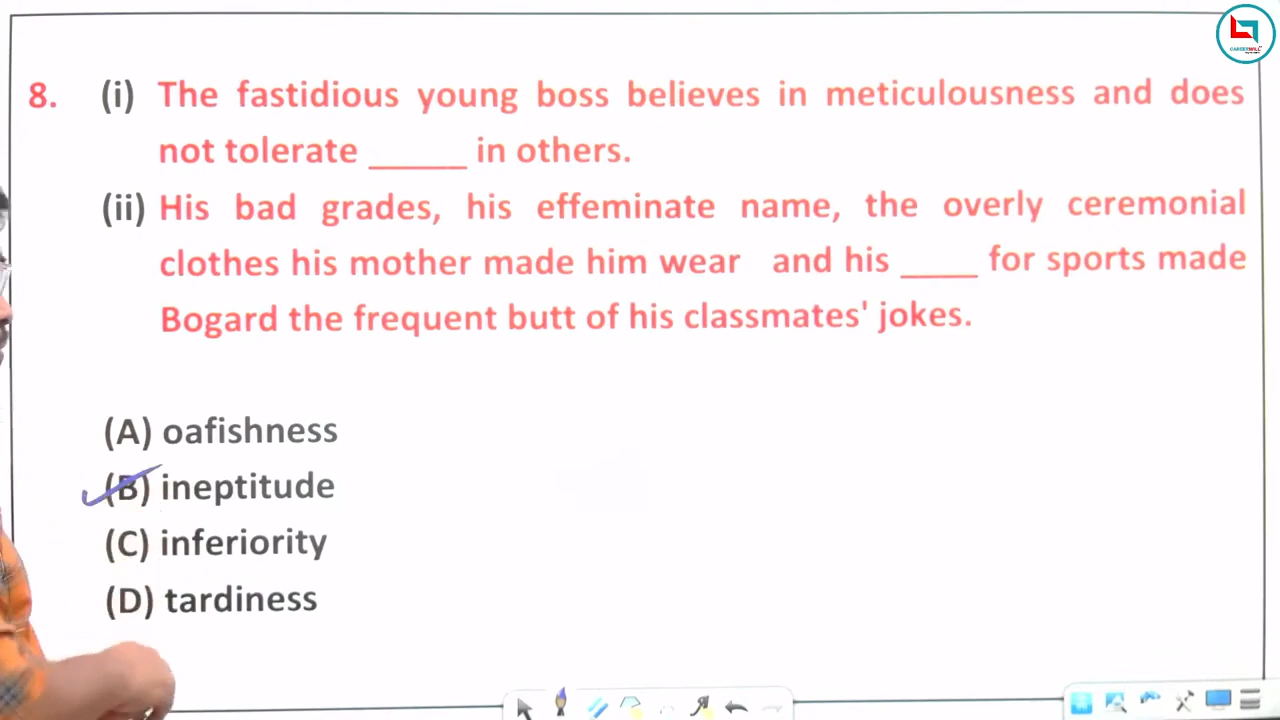 8. (i) The fastidious young boss believes in meticulousness and does
not tolerate _____ in others.
(ii) His bad grades, his effeminate name, the overly ceremonial
clothes his mother made him wear and his ____ for sports made
Bogard the frequent butt of his classmates' jokes.
(A) oafishness
(B) ineptitude
(C) inferiority
(D) tardiness